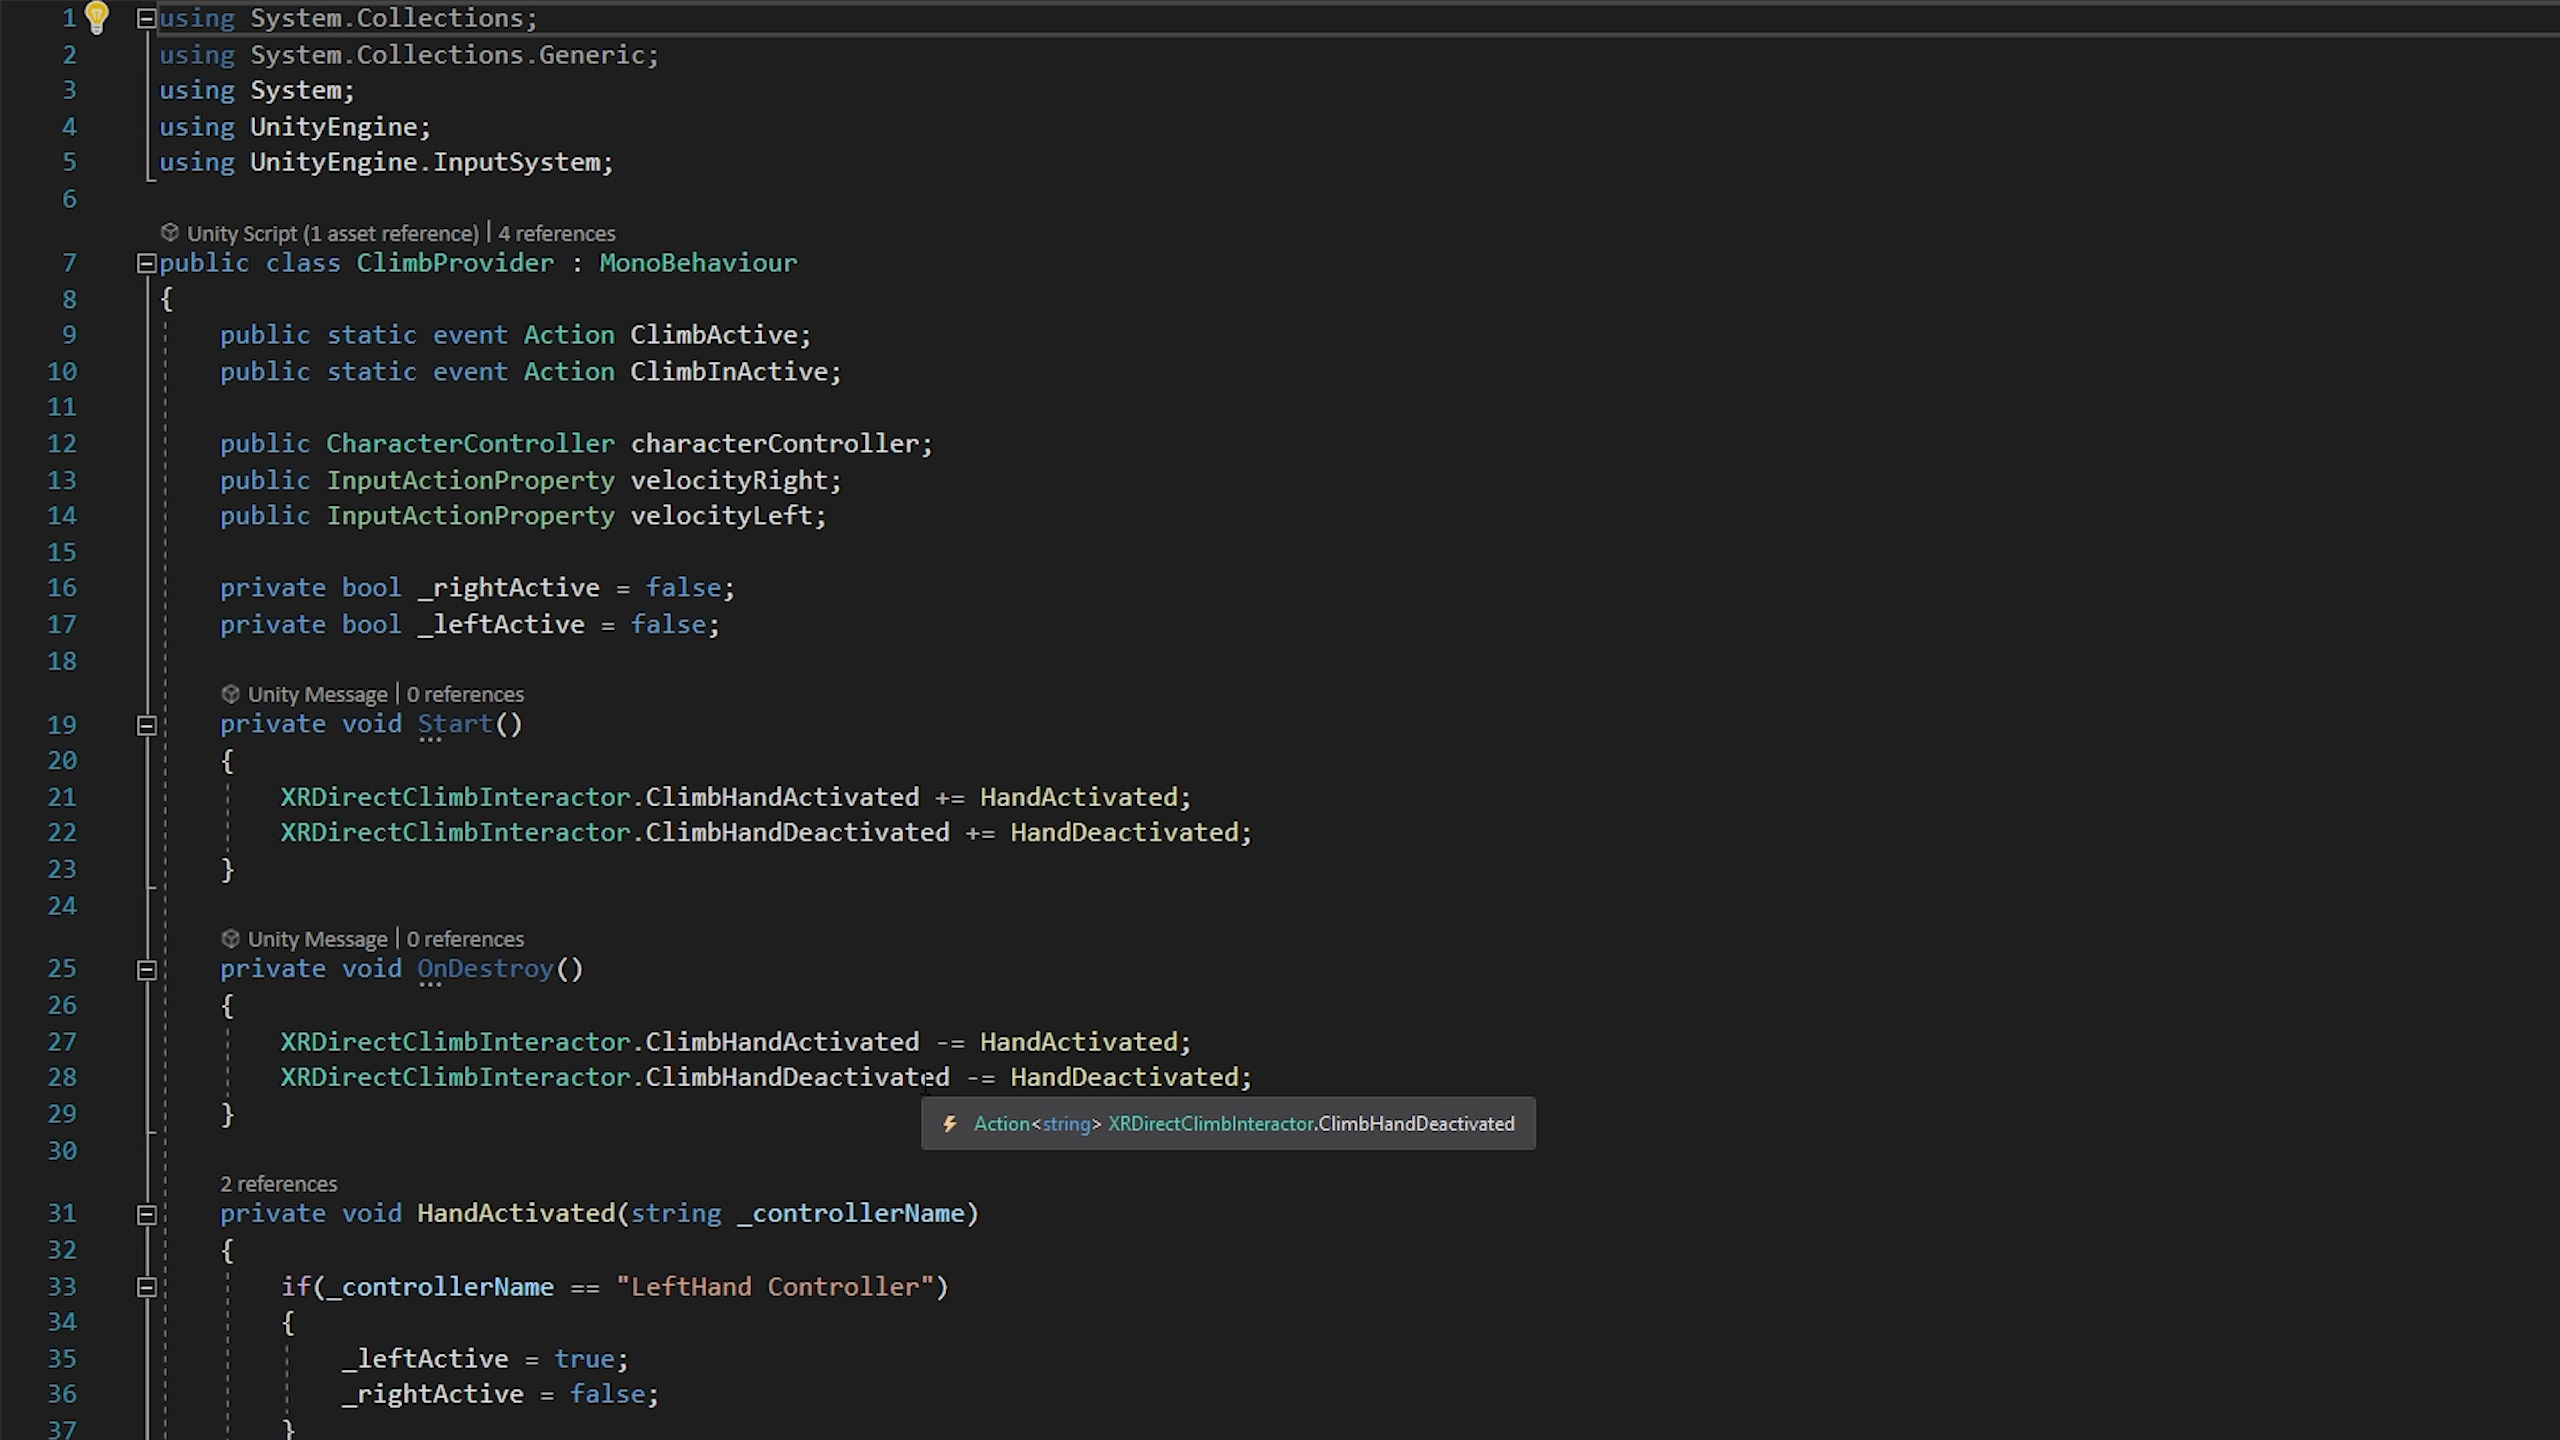 1 using System.Collections;
2 using System.Collections.Generic;
3 using System;
4 using UnityEngine;
5 using UnityEngine.InputSystem;
6
Unity Script (1 asset reference) | 4 references
7 public class ClimbProvider : MonoBehaviour
8 {
9 public static event Action ClimbActive;
10 public static event Action ClimbInActive;
11
12 public CharacterController characterController;
13 public InputActionProperty velocityRight;
14 public InputActionProperty velocityLeft;
15
16 private bool _rightActive = false;
17 private bool _leftActive = false;
18
Unity Message | 0 references
19 private void Start()
20 {
21 XRDirectClimbInteractor.ClimbHandActivated += HandActivated;
22 XRDirectClimbInteractor.ClimbHandDeactivated += HandDeactivated;
23 }
24
Unity Message | 0 references
25 private void OnDestroy()
26 {
27 XRDirectClimbInteractor.ClimbHandActivated -= HandActivated;
28 XRDirectClimbInteractor.ClimbHandDeactivated -= HandDeactivated;
29 }
Action<string> XRDirectClimbInteractor.ClimbHandDeactivated
30
2 references
31 private void HandActivated(string _controllerName)
32 {
33 if(_controllerName == "LeftHand Controller")
34 {
35 _leftActive = true;
36 _rightActive = false;
37 }